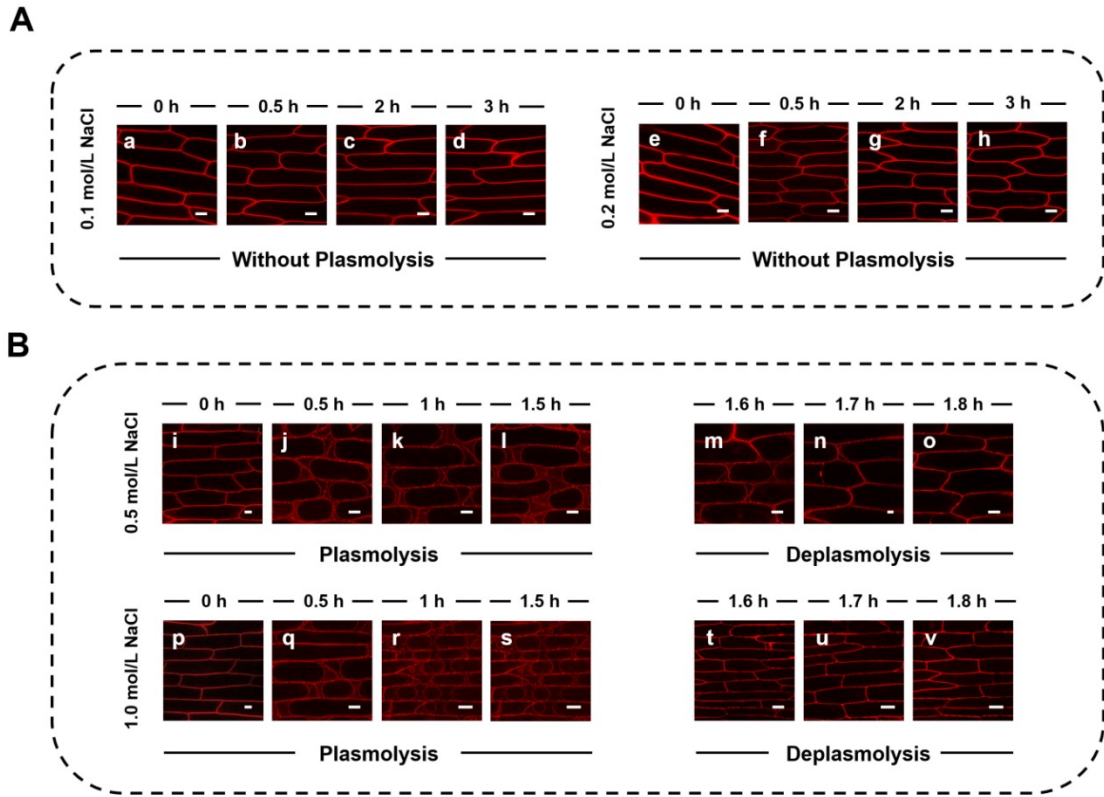 A
0 h 0.5 h 2 h 3 h
0.1 mol/L NaCl
a b c d
Without Plasmolysis
0 h 0.5 h 2 h 3 h
0.2 mol/L NaCl
e f g h
Without Plasmolysis
B
0 h 0.5 h 1 h 1.5 h
0.5 mol/L NaCl
i j k l
Plasmolysis
1.6 h 1.7 h 1.8 h
m n o
Deplasmolysis
0 h 0.5 h 1 h 1.5 h
1.0 mol/L NaCl
p q r s
Plasmolysis
1.6 h 1.7 h 1.8 h
t u v
Deplasmolysis